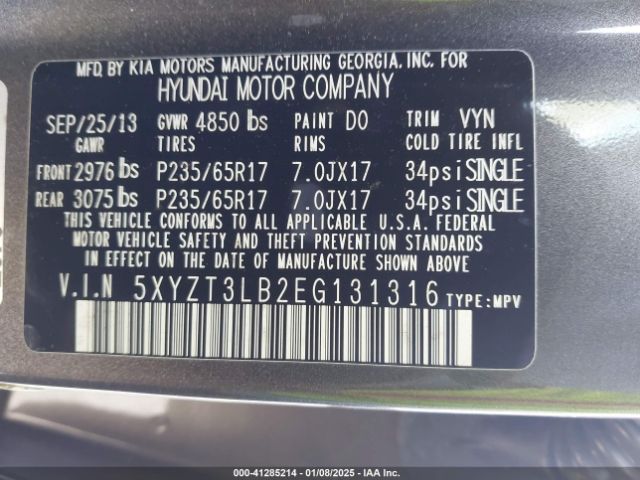 MFD. BY KIA MOTORS MANUFACTURING GEORGIA, INC. FOR
HYUNDAI MOTOR COMPANY
SEP/25/13 GVWR 4850 lbs PAINT D0 TRIM VYN
GAWR TIRES RIMS COLD TIRE INFL
FRONT 2976 lbs P235/65R17 7.0JX17 34psi SINGLE
REAR 3075 lbs P235/65R17 7.0JX17 34psi SINGLE
THIS VEHICLE CONFORMS TO ALL APPLICABLE U.S.A. FEDERAL
MOTOR VEHICLE SAFETY AND THEFT PREVENTION STANDARDS
IN EFFECT ON THE DATE OF MANUFACTURE SHOWN ABOVE.
V.I.N 5XYZT3LB2EG131316 TYPE: MPV
000-41285214 - 01/08/2025 - IAA Inc.